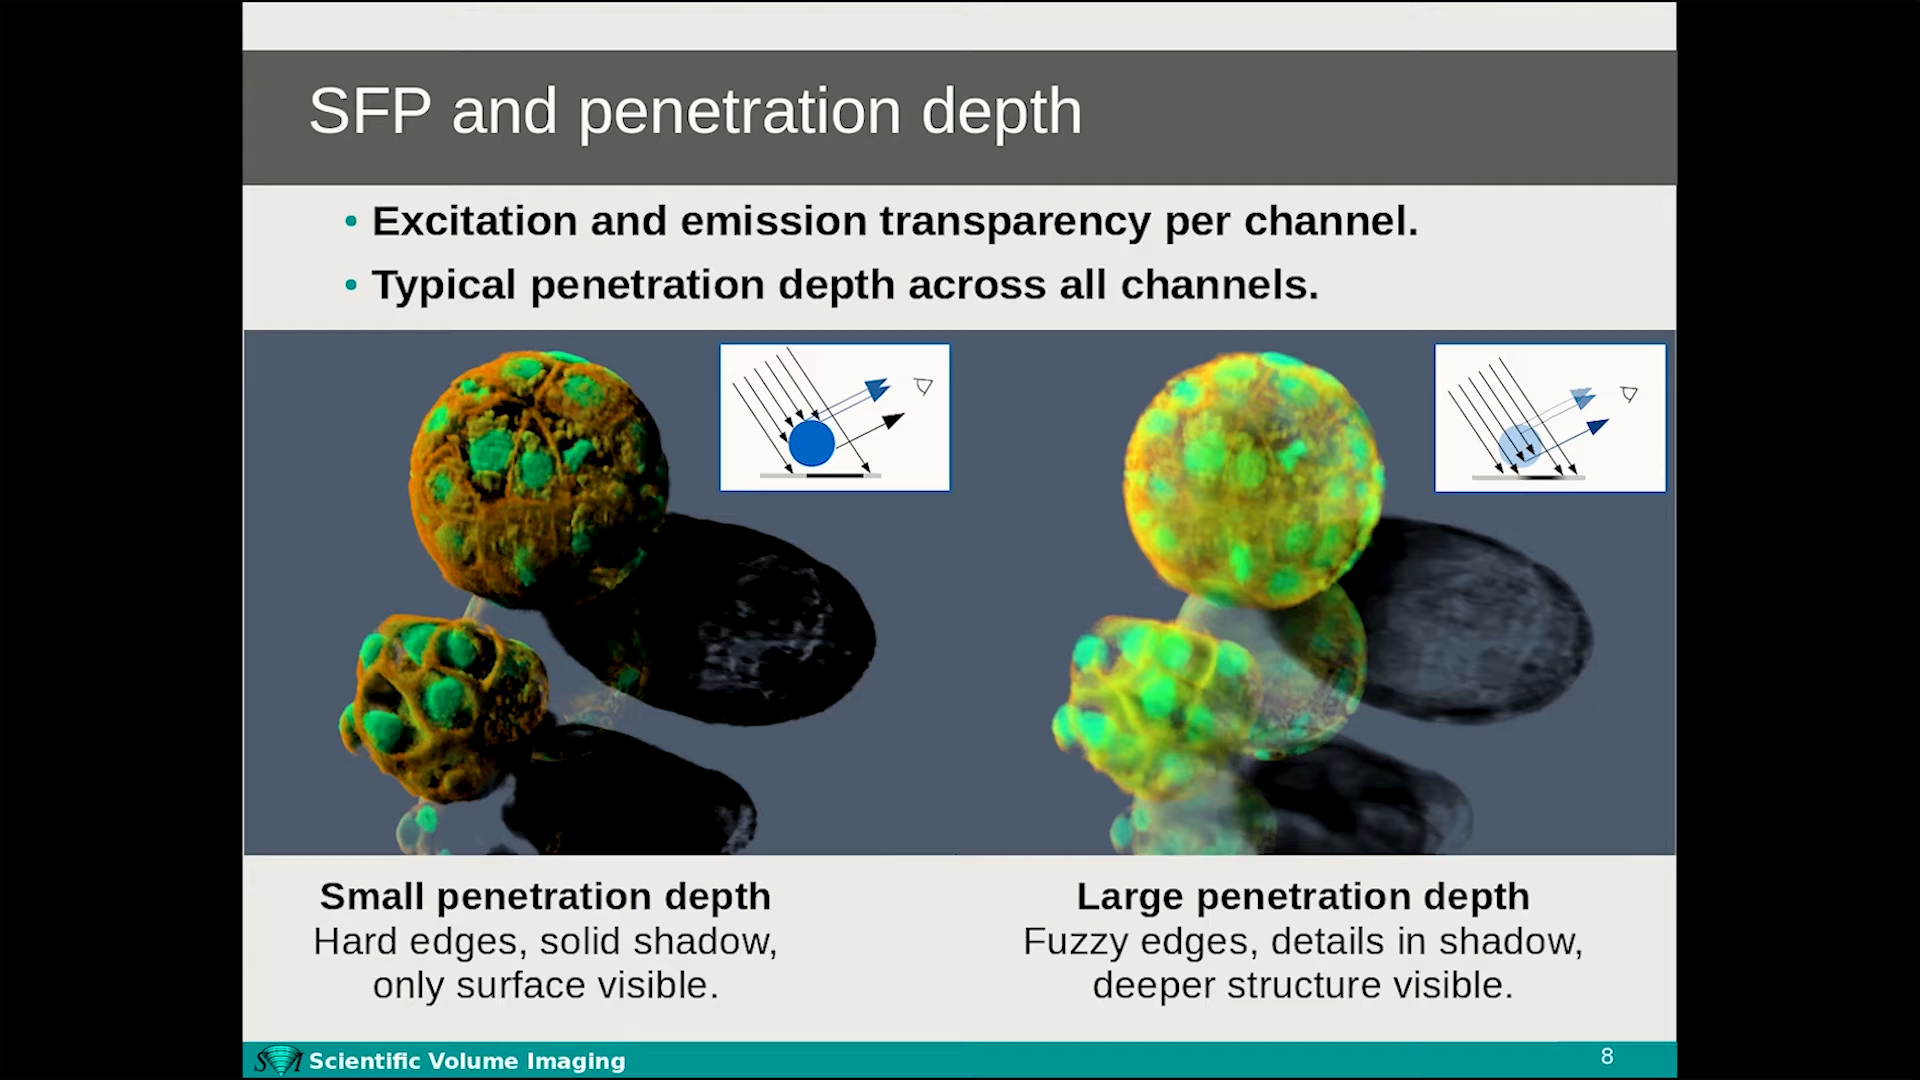 SFP and penetration depth
• Excitation and emission transparency per channel.
• Typical penetration depth across all channels.
Small penetration depth
Hard edges, solid shadow,
only surface visible.
Large penetration depth
Fuzzy edges, details in shadow,
deeper structure visible.
SVI Scientific Volume Imaging
8